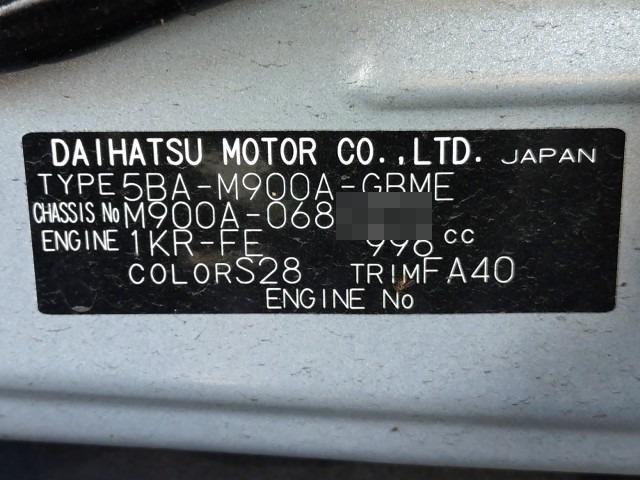 DAIHATSU MOTOR CO.,LTD. JAPAN
TYPE 5BA-M900A-GBME
CHASSIS No M900A-068
ENGINE 1KR-FE 996 cc
COLOR S28 TRIM FA40
ENGINE No